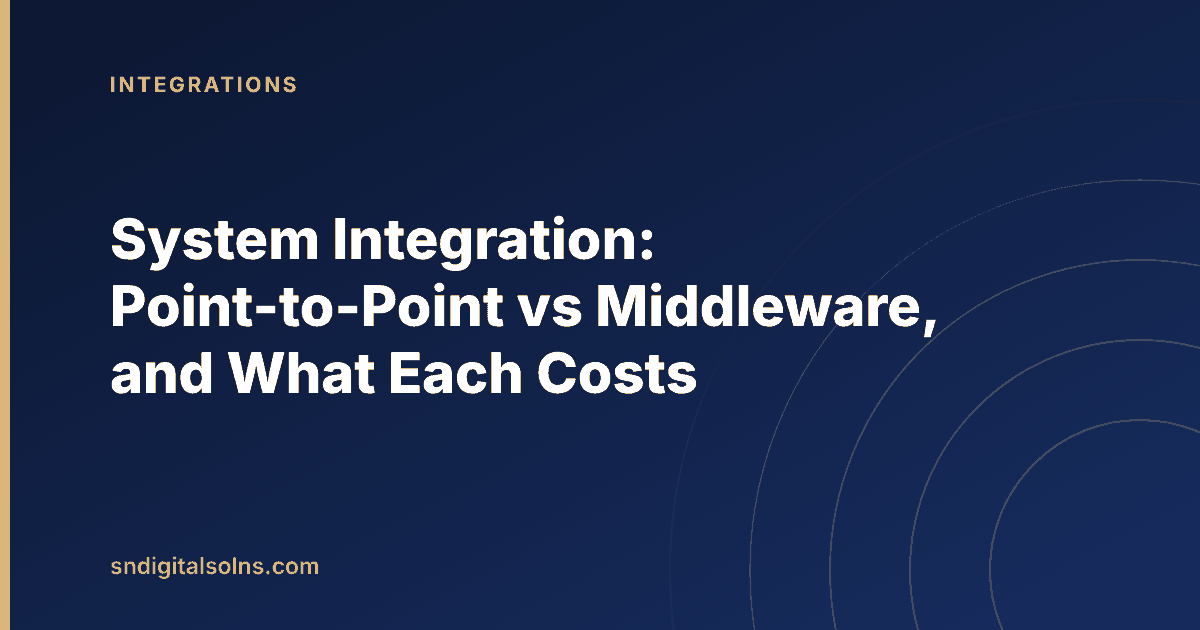 INTEGRATIONS
System Integration:
Point-to-Point vs Middleware,
and What Each Costs
sndigitalsolns.com